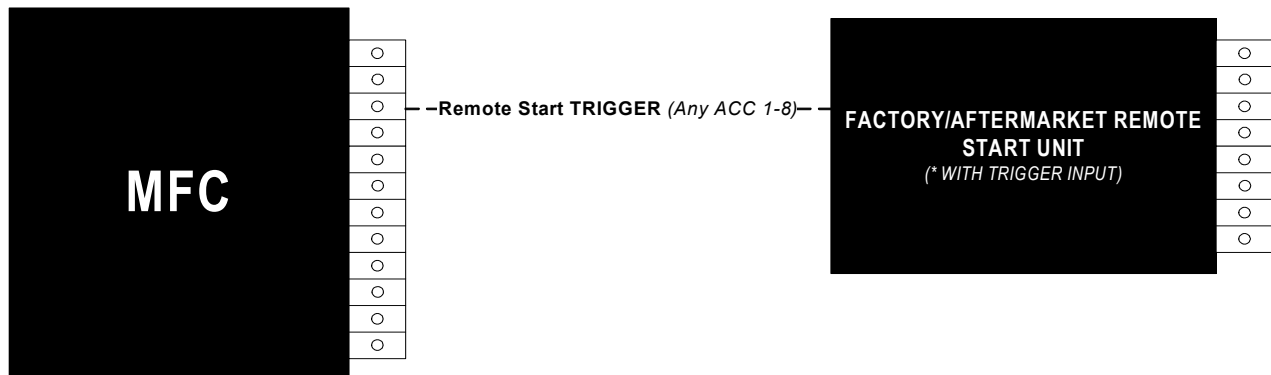 MFC
Remote Start TRIGGER (Any ACC 1-8)
FACTORY/AFTERMARKET REMOTE
START UNIT
(* WITH TRIGGER INPUT)